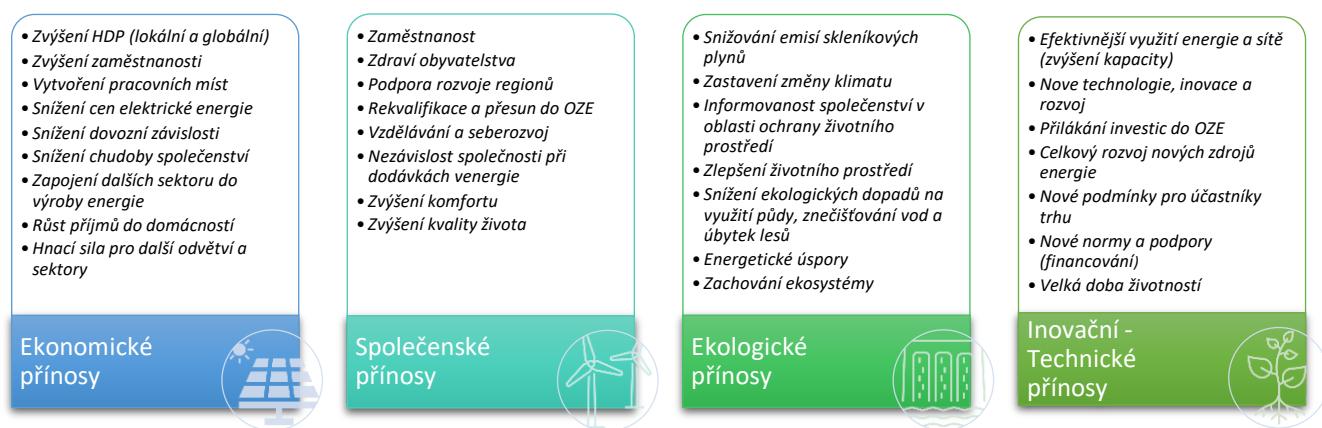 • Zvýšení HDP (lokální a globální)
• Zvýšení zaměstnanosti
• Vytvoření pracovních míst
• Snížení cen elektrické energie
• Snížení dovozní závislosti
• Snížení chudoby společenství
• Zapojení dalších sektoru do
výroby energie
• Růst příjmů do domácností
• Hnací sila pro další odvětví a
sektory
Ekonomické
přínosy
• Zaměstnanost
• Zdraví obyvatelstva
• Podpora rozvoje regionů
• Rekvalifikace a přesun do OZE
• Vzdělávání a seberozvoj
• Nezávislost společnosti při
dodávkách venergie
• Zvýšení komfortu
• Zvýšení kvality života
Společenské
přínosy
• Snižování emisí skleníkových
plynů
• Zastavení změny klimatu
• Informovanost společenství v
oblasti ochrany životního
prostředí
• Zlepšení životního prostředí
• Snížení ekologických dopadů na
využití půdy, znečišťování vod a
úbytek lesů
• Energetické úspory
• Zachování ekosystémy
Ekologické
přínosy
• Efektivnější využití energie a sítě
(zvýšení kapacity)
• Nove technologie, inovace a
rozvoj
• Přilákání investic do OZE
• Celkový rozvoj nových zdrojů
energie
• Nové podmínky pro účastníky
trhu
• Nové normy a podpory
(financování)
• Velká doba životností
Inovační -
Technické
přínosy